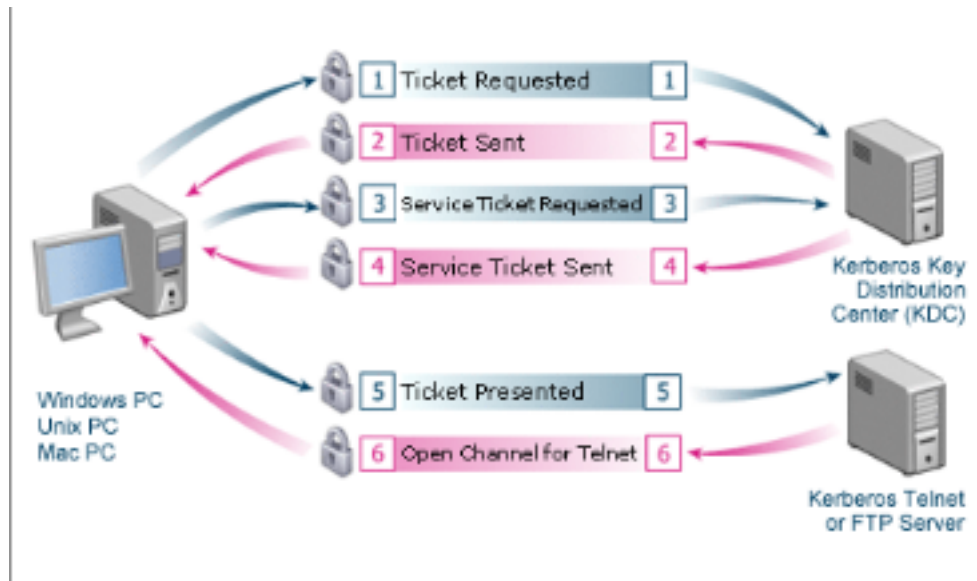 1 Ticket Requested 1
2 Ticket Sent 2
3 Service Ticket Requested 3
4 Service Ticket Sent 4
Kerberos Key
Distribution
Center (KDC)
5 Ticket Presented 5
6 Open Channel for Telnet 6
Windows PC
Unix PC
Mac PC
Kerberos Telnet
or FTP Server